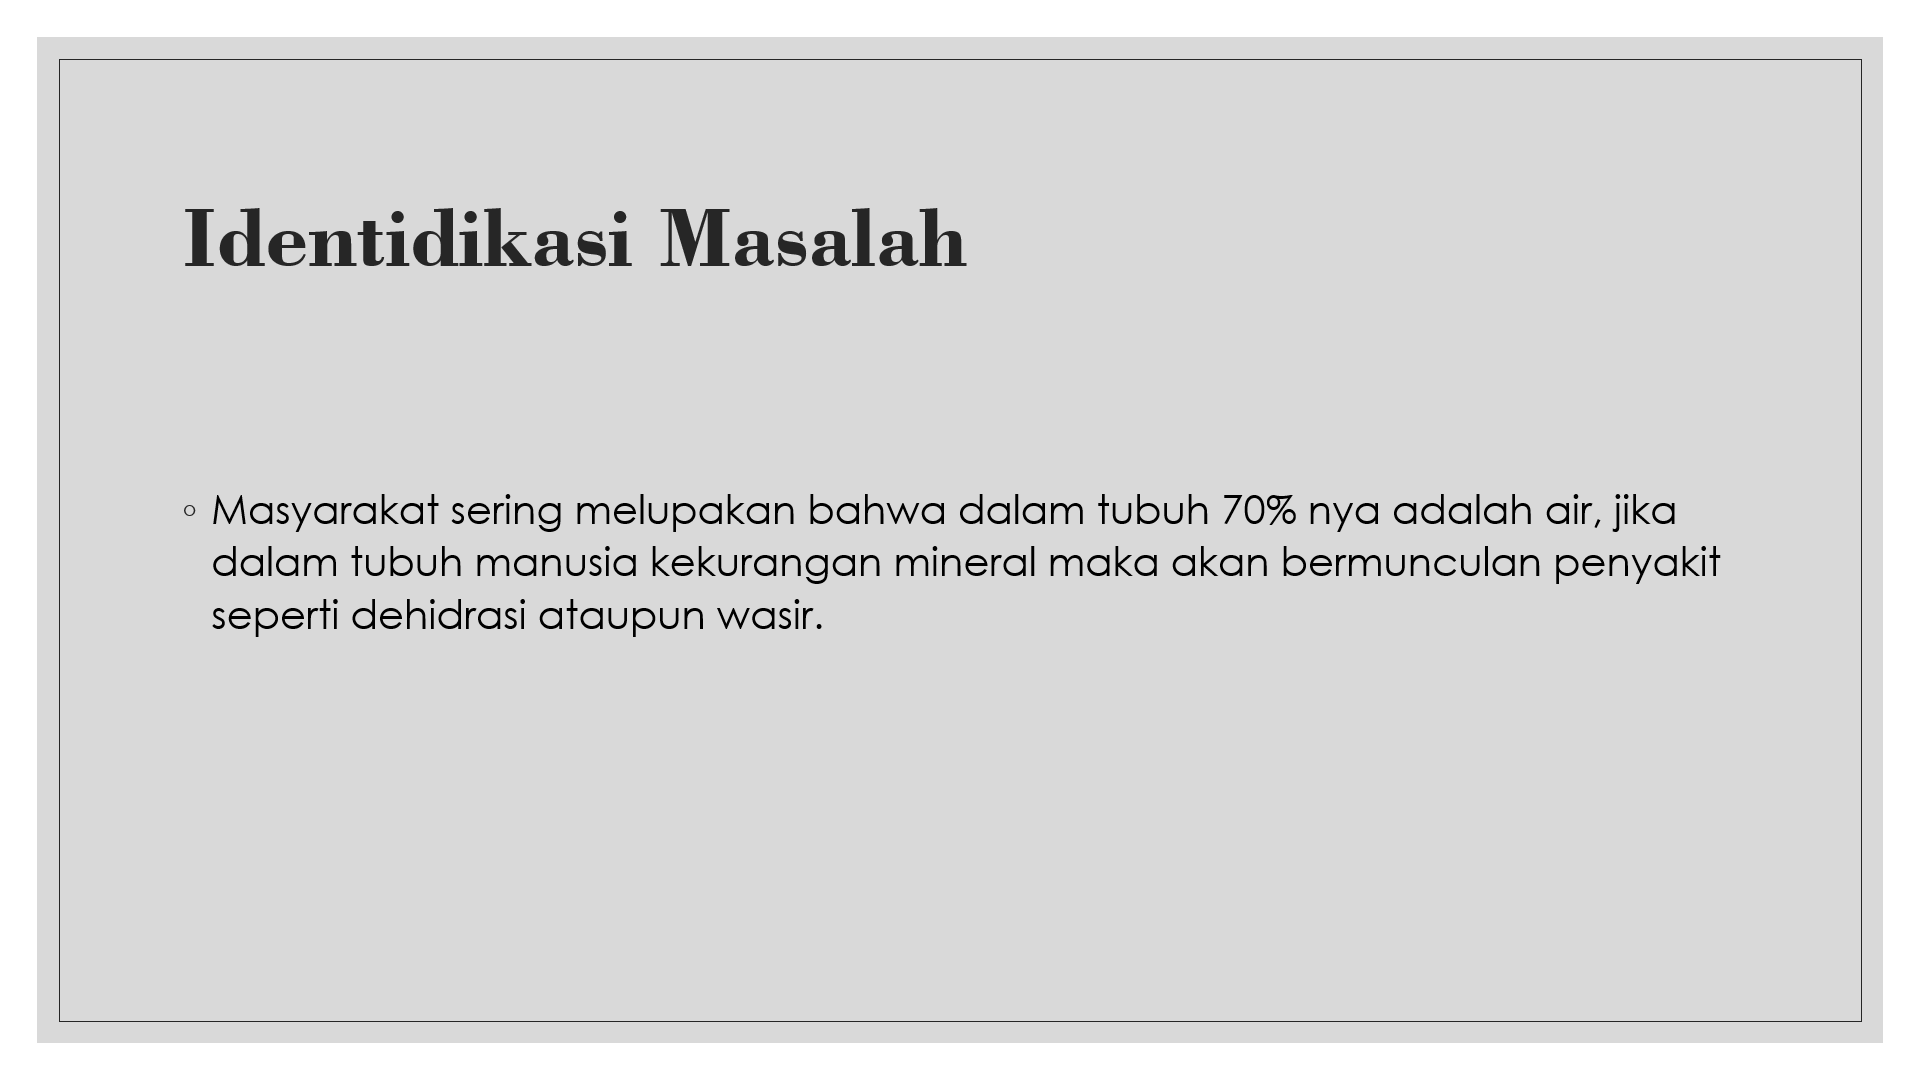 Identidikasi Masalah
◦ Masyarakat sering melupakan bahwa dalam tubuh 70% nya adalah air, jika
dalam tubuh manusia kekurangan mineral maka akan bermunculan penyakit
seperti dehidrasi ataupun wasir.